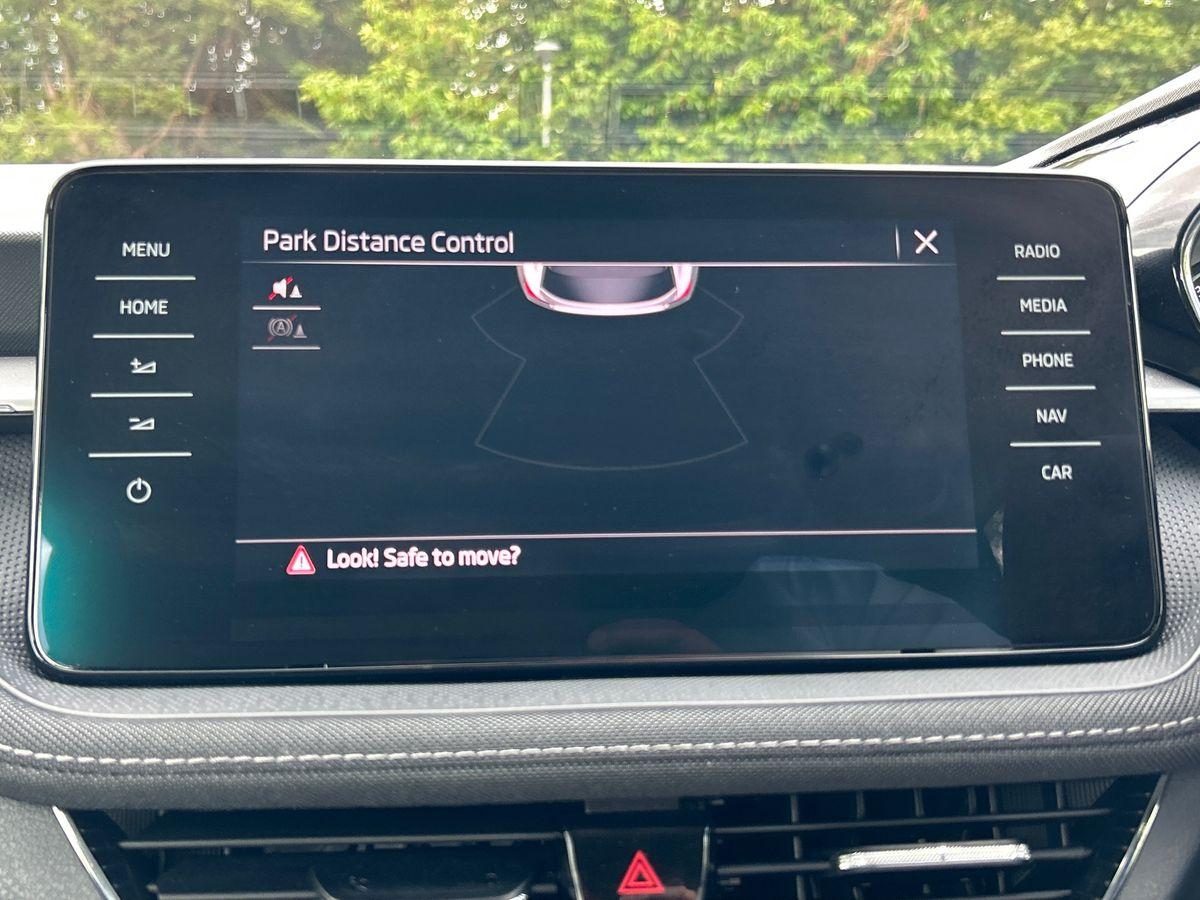 Park Distance Control
MENU
HOME
A
Look! Safe to move?
RADIO
MEDIA
PHONE
NAV
CAR